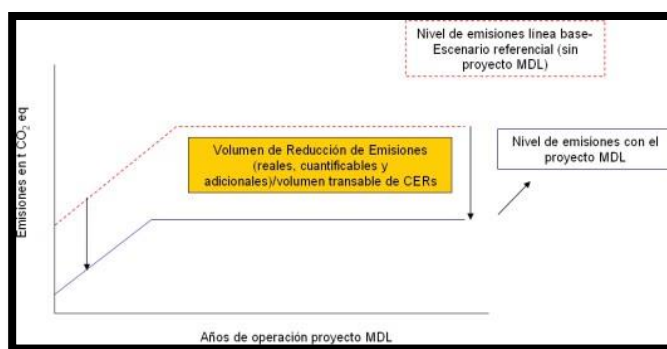 Nivel de emisiones línea base-
Escenario referencial (sin
proyecto MDL)
Emisiones en t CO₂ eq
Volumen de Reducción de Emisiones
(reales, cuantificables y
adicionales)/volumen transable de CERs
Nivel de emisiones con el
proyecto MDL
Años de operación proyecto MDL